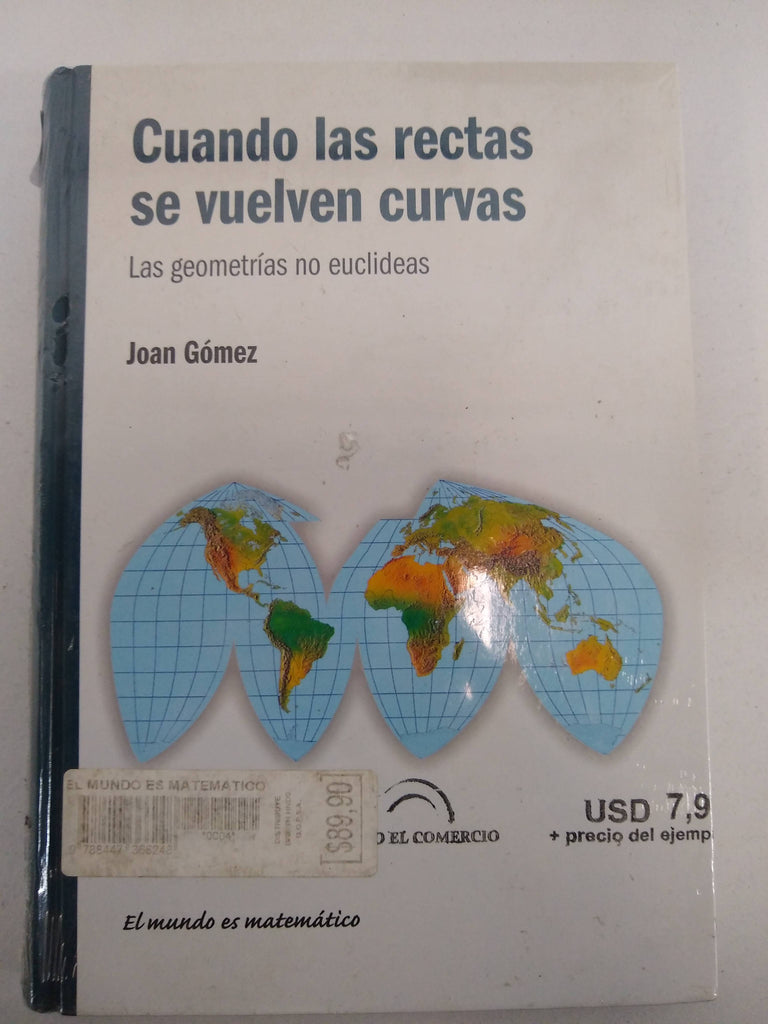 Cuando las rectas
se vuelven curvas
Las geometrías no euclideas
Joan Gómez
EL MUNDO ES MATEMATICO
[$89,90]
O EL COMERCIO
USD 7,9
+ precio del ejemp
El mundo es matemático